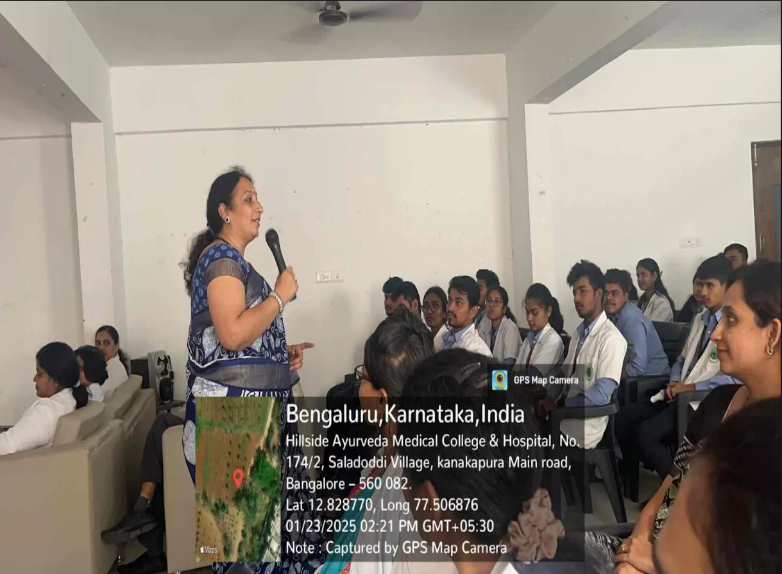 GPS Map Camera
Bengaluru,Karnataka,India
Hillside Ayurveda Medical College & Hospital, No.
174/2, Saladoddi Village, kanakapura Main road,
Bangalore – 560 082.
Lat 12.828770, Long 77.506876
01/23/2025 02:21 PM GMT+05:30
Note : Captured by GPS Map Camera
Maps